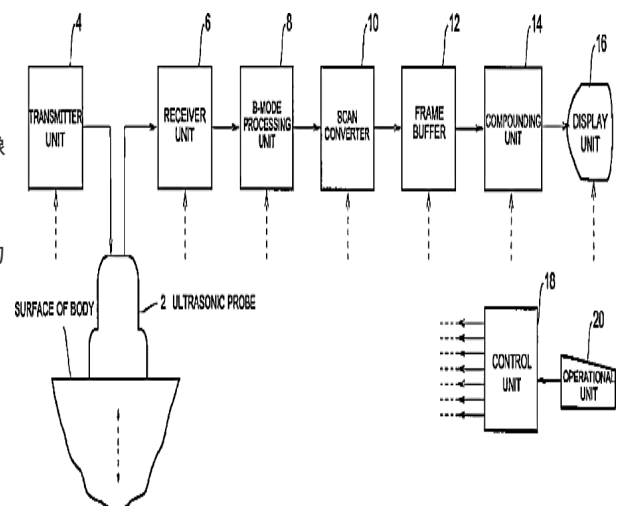 4
6
8
10
12
14
16
TRANSMITTER
UNIT
RECEIVER
UNIT
B-MODE
PROCESSING
UNIT
SCAN
CONVERTER
FRAME
BUFFER
COMPOUNDING
UNIT
DISPLAY
UNIT
像
SURFACE OF BODY
2 ULTRASONIC PROBE
18
20
CONTROL
UNIT
OPERATIONAL
UNIT